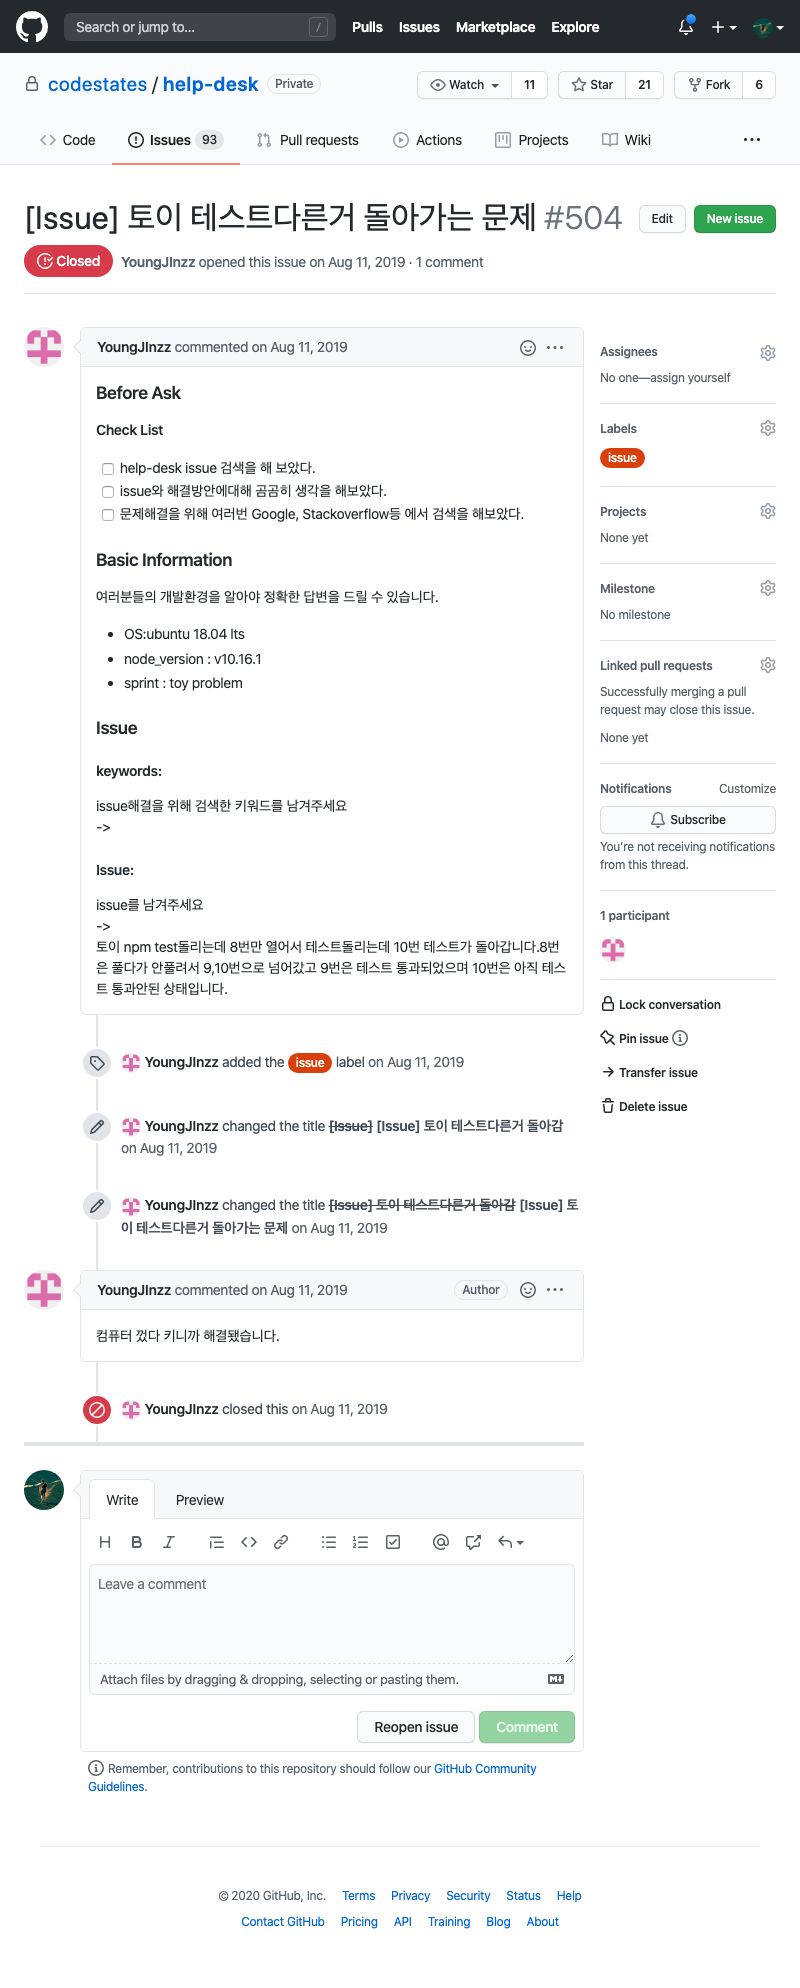 Search or jump to... /
Pulls Issues Marketplace Explore
codestates / help-desk Private
Watch 11 Star 21 Fork 6
Code Issues 93 Pull requests Actions Projects Wiki
[Issue] 토이 테스트다른거 돌아가는 문제 #504
Edit New issue
Closed YoungJInzz opened this issue on Aug 11, 2019 · 1 comment
YoungJInzz commented on Aug 11, 2019
Before Ask
Check List
help-desk issue 검색을 해 보았다.
issue와 해결방안에대해 곰곰히 생각을 해보았다.
문제해결을 위해 여러번 Google, Stackoverflow등 에서 검색을 해보았다.
Basic Information
여러분들의 개발환경을 알아야 정확한 답변을 드릴 수 있습니다.
OS:ubuntu 18.04 lts
node_version : v10.16.1
sprint : toy problem
Issue
keywords:
issue해결을 위해 검색한 키워드를 남겨주세요
->
Issue:
issue를 남겨주세요
->
토이 npm test돌리는데 8번만 열어서 테스트돌리는데 10번 테스트가 돌아갑니다.8번
은 풀다가 안풀려서 9,10번으로 넘어갔고 9번은 테스트 통과되었으며 10번은 아직 테스
트 통과안된 상태입니다.
YoungJInzz added the issue label on Aug 11, 2019
YoungJInzz changed the title [Issue] [Issue] 토이 테스트다른거 돌아감
on Aug 11, 2019
YoungJInzz changed the title [Issue] 토이 테스트다른거 돌아감 [Issue] 토
이 테스트다른거 돌아가는 문제 on Aug 11, 2019
YoungJInzz commented on Aug 11, 2019 Author
컴퓨터 껐다 키니까 해결됐습니다.
YoungJInzz closed this on Aug 11, 2019
Write Preview
Leave a comment
Attach files by dragging & dropping, selecting or pasting them.
Reopen issue Comment
Remember, contributions to this repository should follow our GitHub Community
Guidelines.
Assignees
No one—assign yourself
Labels
issue
Projects
None yet
Milestone
No milestone
Linked pull requests
Successfully merging a pull
request may close this issue.
None yet
Notifications Customize
Subscribe
You're not receiving notifications
from this thread.
1 participant
Lock conversation
Pin issue
Transfer issue
Delete issue
© 2020 GitHub, Inc. Terms Privacy Security Status Help
Contact GitHub Pricing API Training Blog About